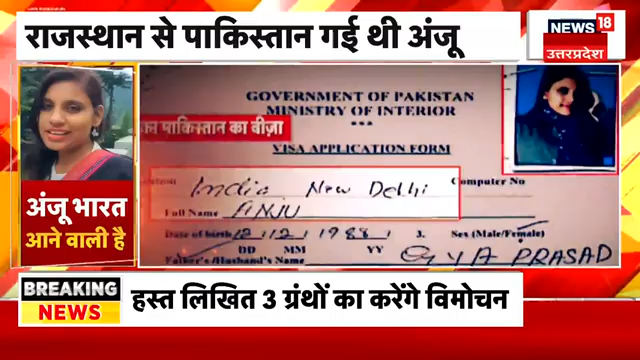 राजस्थान से पाकिस्तान गई थी अंजू
NEWS 18
उत्तरप्रदेश
GOVERNMENT OF PAKISTAN
MINISTRY OF INTERIOR
***
का पाकिस्तान का वीज़ा
VISA APPLICATION FORM
India, New Delhi
Computer No
Full Name ANJU
Date of birth 12 12 1988 3. Sex (Male/Female)
DD MM YY
Father's/Husband's Name GYA PRASAD
अंजू भारत
आने वाली है
BREAKING
NEWS
हस्त लिखित 3 ग्रंथों का करेंगे विमोचन